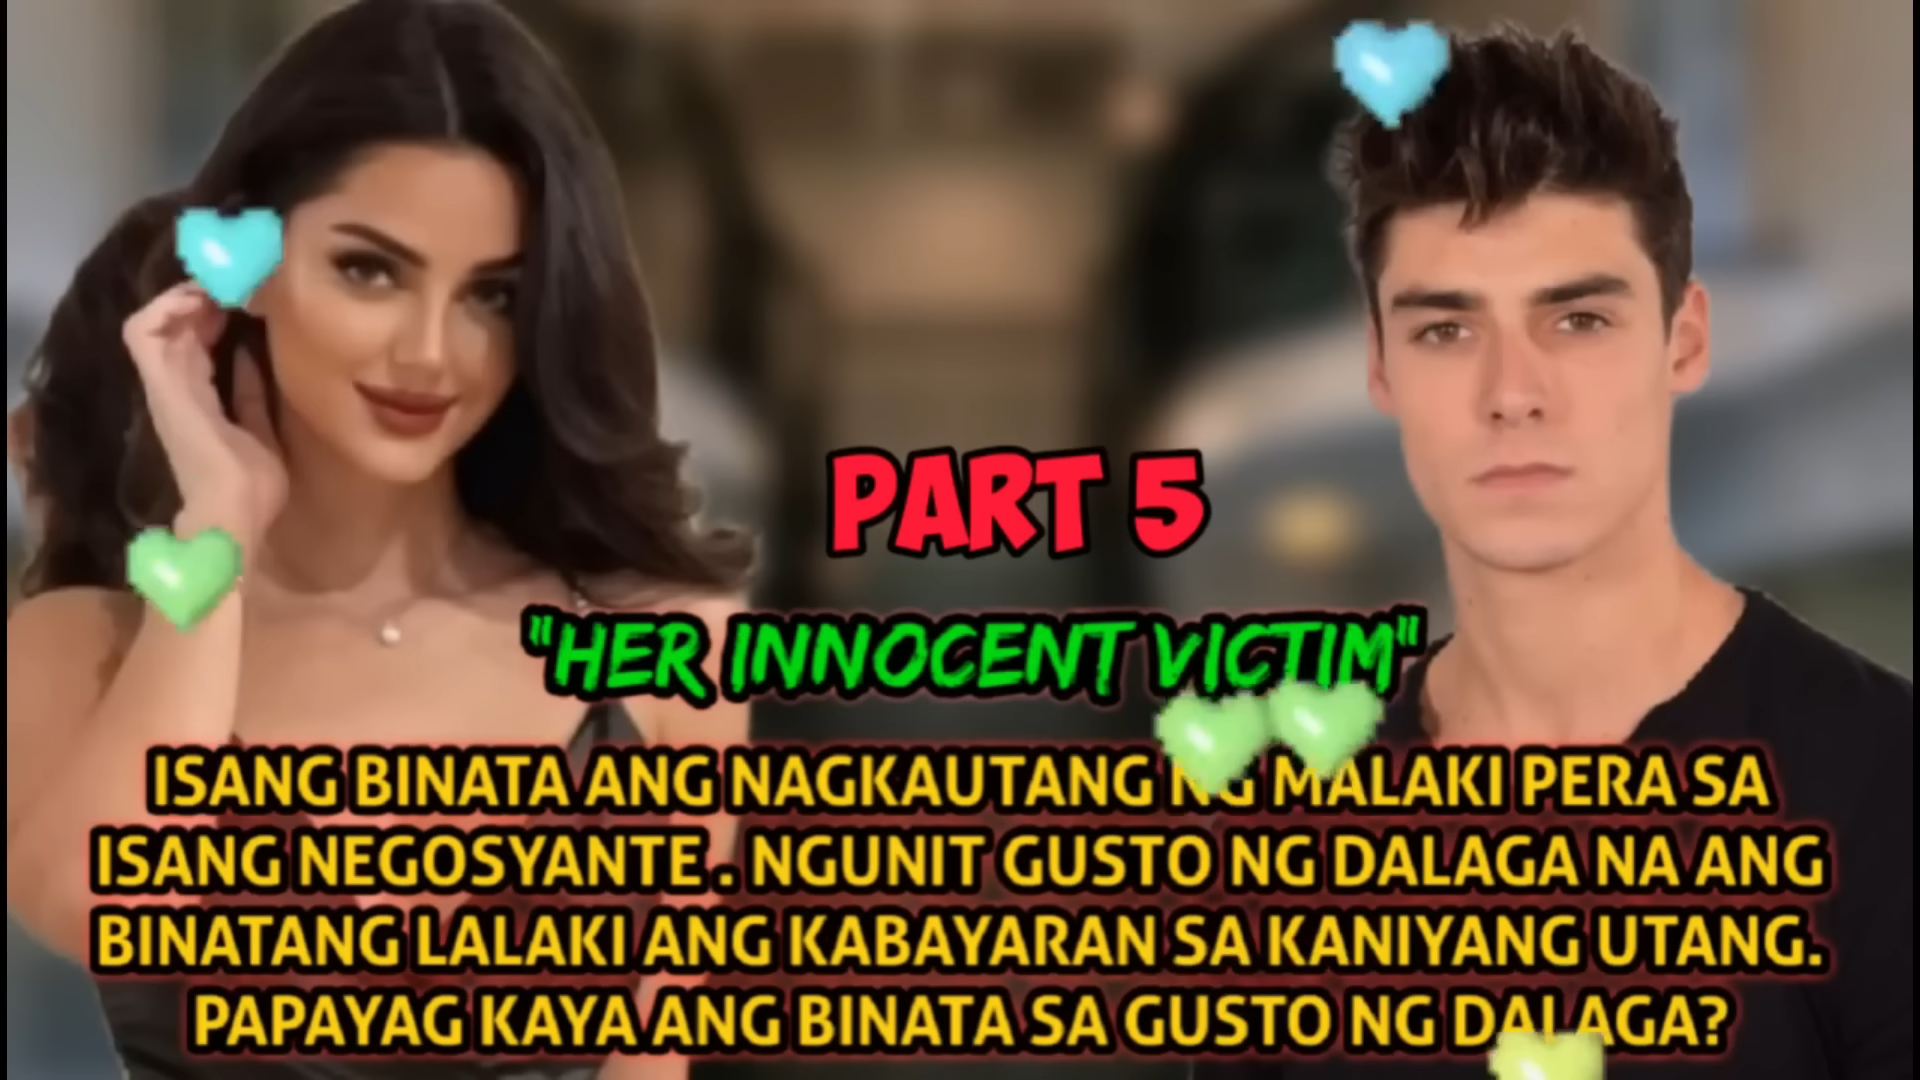 PART 5
"HER INNOCENT VICTIM"
ISANG BINATA ANG NAGKAUTANG NG MALAKI PERA SA
ISANG NEGOSYANTE. NGUNIT GUSTO NG DALAGA NA ANG
BINATANG LALAKI ANG KABAYARAN SA KANIYANG UTANG.
PAPAYAG KAYA ANG BINATA SA GUSTO NG DALAGA?